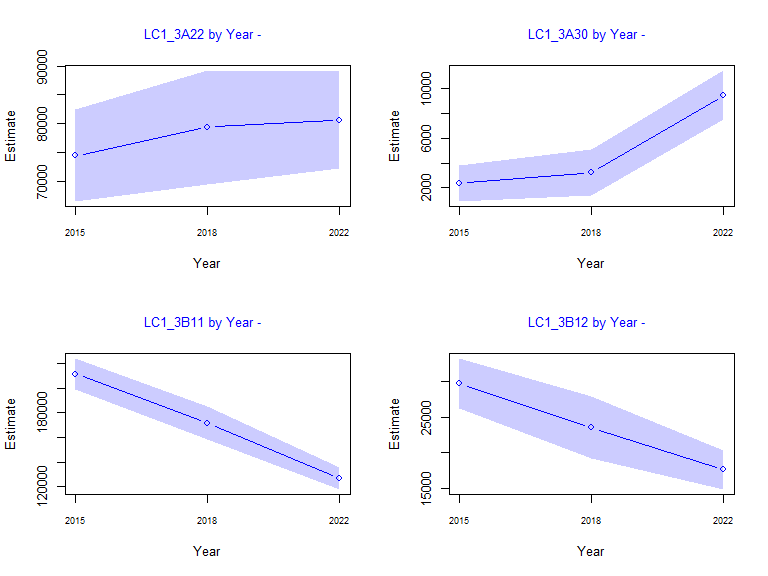 LC1_3A22 by Year -
Estimate
90000
80000
70000
2015
2018
2022
Year
LC1_3A30 by Year -
Estimate
10000
6000
2000
2015
2018
2022
Year
LC1_3B11 by Year -
Estimate
180000
120000
2015
2018
2022
Year
LC1_3B12 by Year -
Estimate
25000
15000
2015
2018
2022
Year